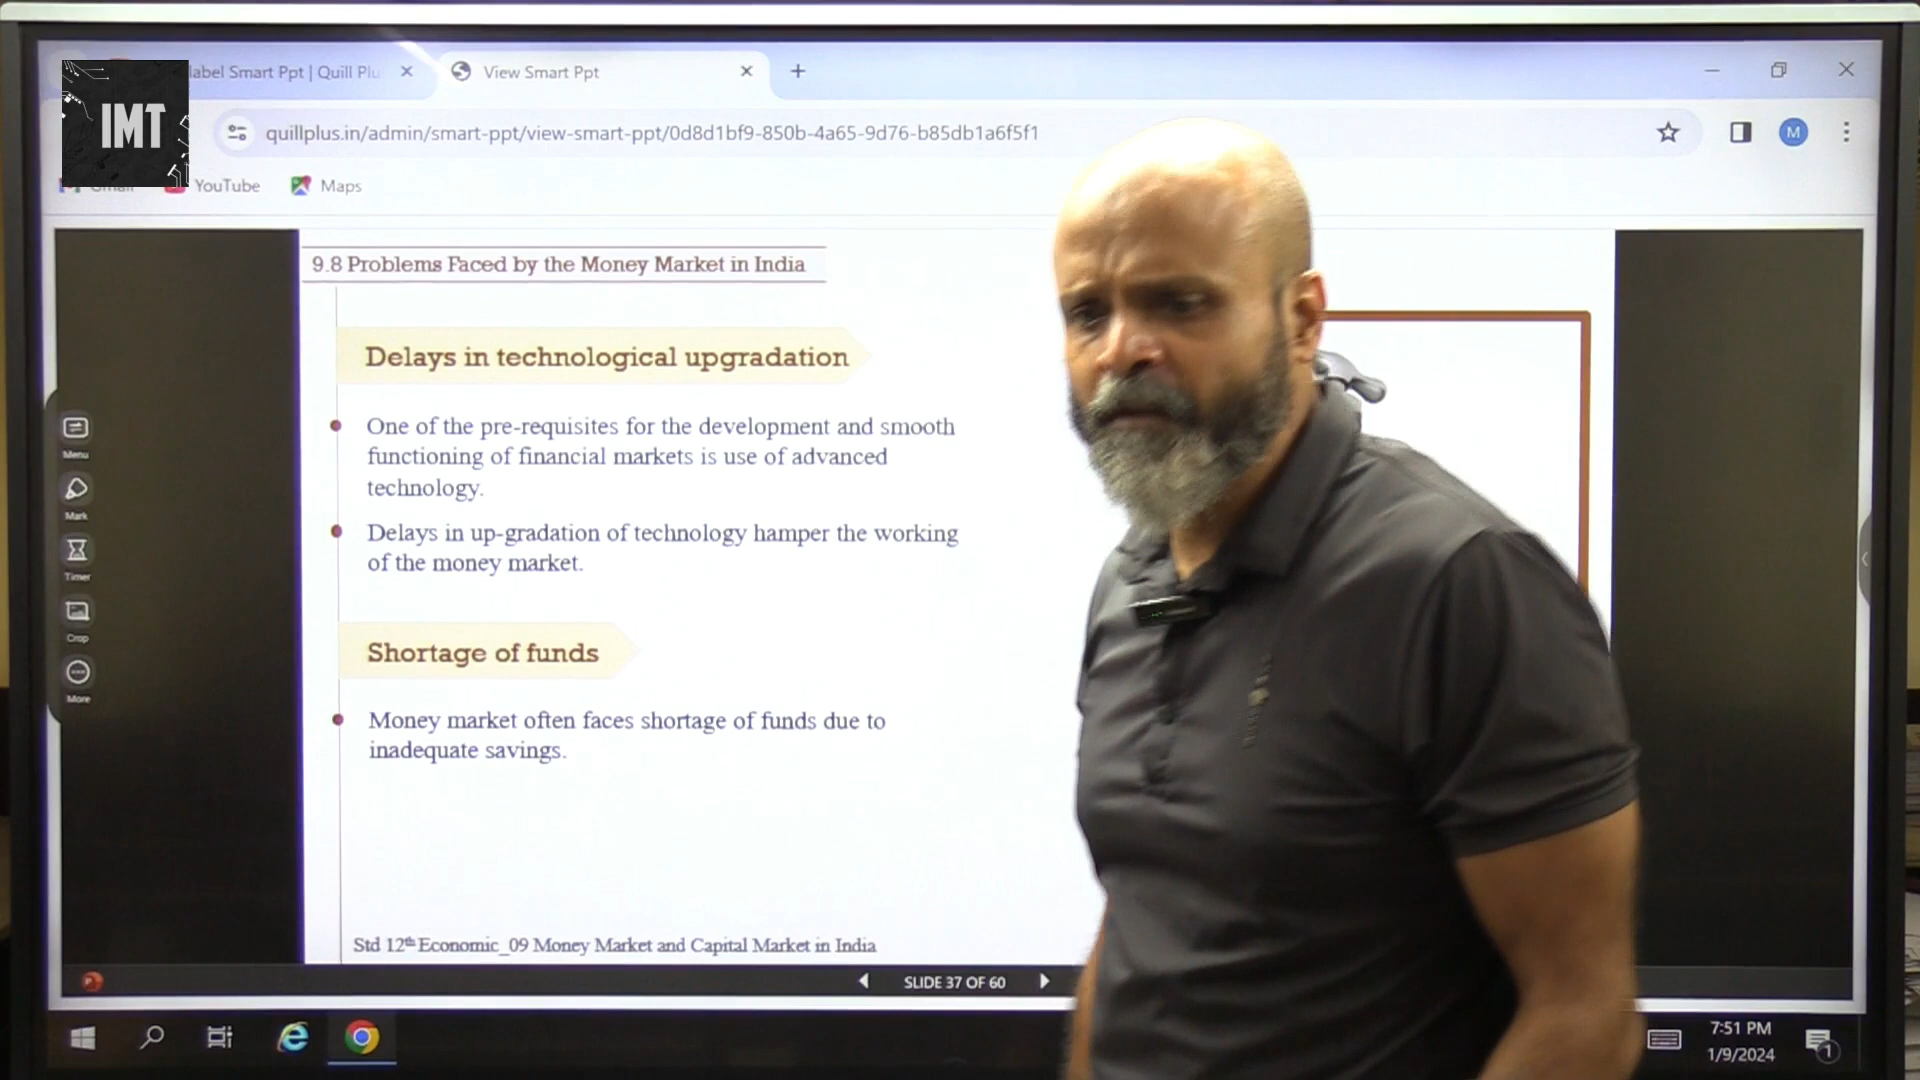 IMT
label Smart Ppt | Quill Plu
View Smart Ppt
quillplus.in/admin/smart-ppt/view-smart-ppt/0d8d1bf9-850b-4a65-9d76-b85db1a6f5f1
M
Gmail
YouTube
Maps
9.8 Problems Faced by the Money Market in India
Delays in technological upgradation
One of the pre-requisites for the development and smooth
functioning of financial markets is use of advanced
technology.
Delays in up-gradation of technology hamper the working
of the money market.
Shortage of funds
Money market often faces shortage of funds due to
inadequate savings.
Menu
Mark
Timer
Crop
More
Std 12th Economic_09 Money Market and Capital Market in India
SLIDE 37 OF 60
7:51 PM
1/9/2024
1